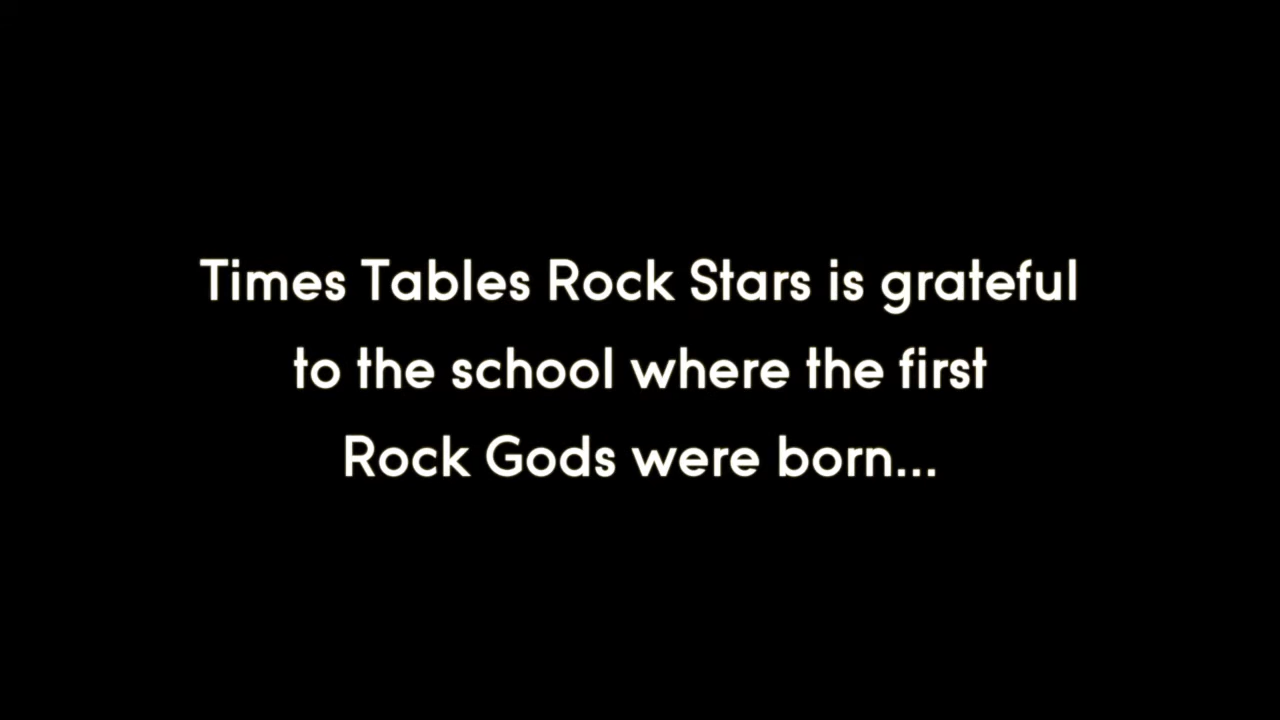 Times Tables Rock Stars is grateful
to the school where the first
Rock Gods were born...